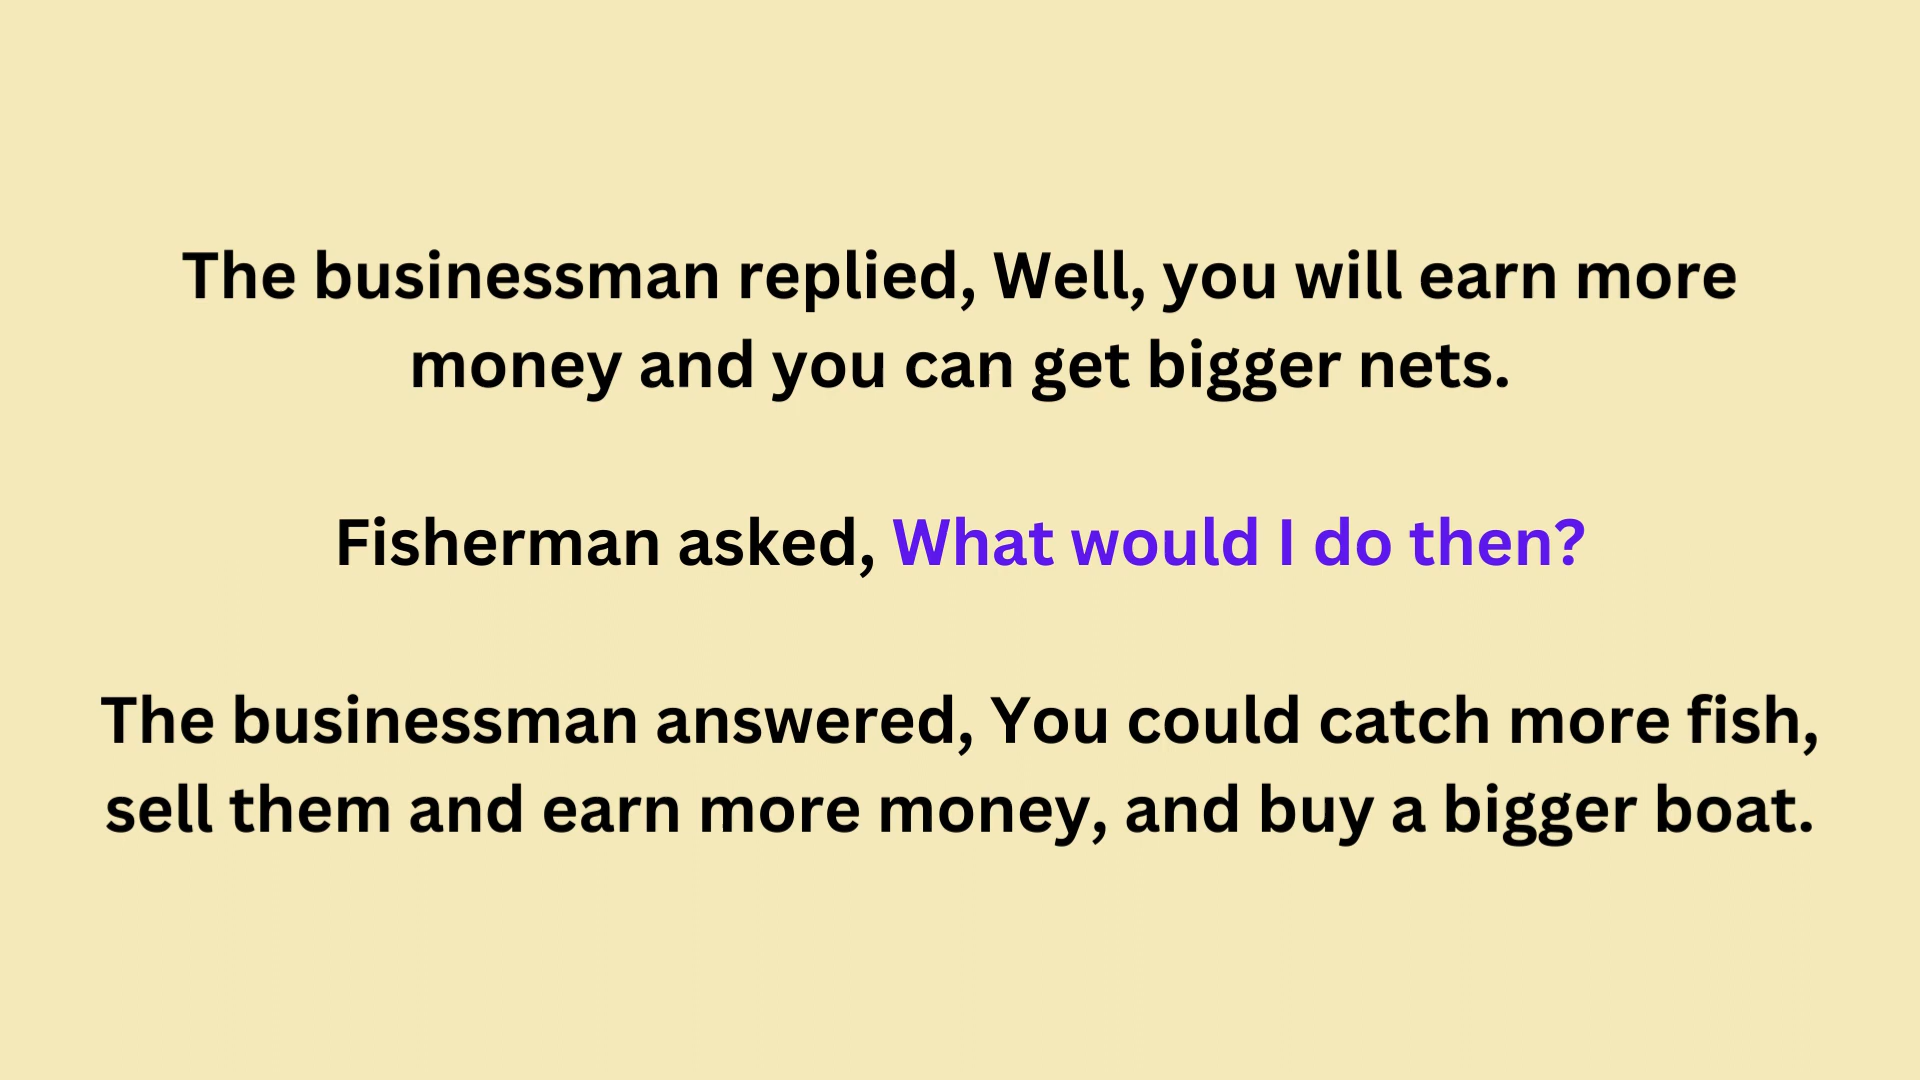 The businessman replied, Well, you will earn more
money and you can get bigger nets.
Fisherman asked, What would I do then?
The businessman answered, You could catch more fish,
sell them and earn more money, and buy a bigger boat.